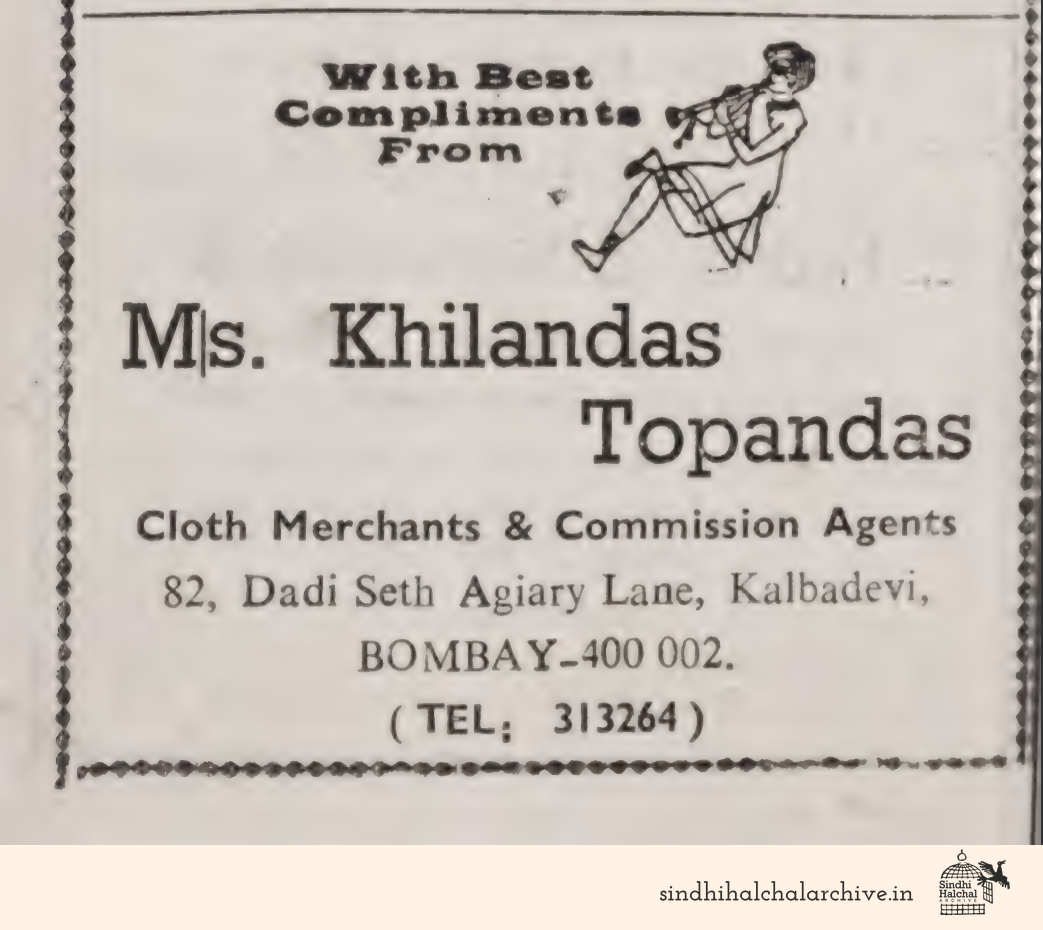 With Best
Compliments
From
M|s. Khilandas
Topandas
Cloth Merchants & Commission Agents
82, Dadi Seth Agiary Lane, Kalbadevi,
BOMBAY-400 002.
( TEL: 313264 )
sindhihalchalarchive.in
Sindhi
Halchal
ARCHIVE